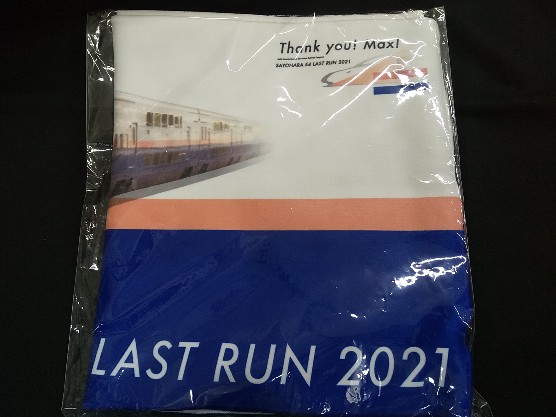 Thank you! Max!
SAYONARA E4 LAST RUN 2021
LAST RUN 2021